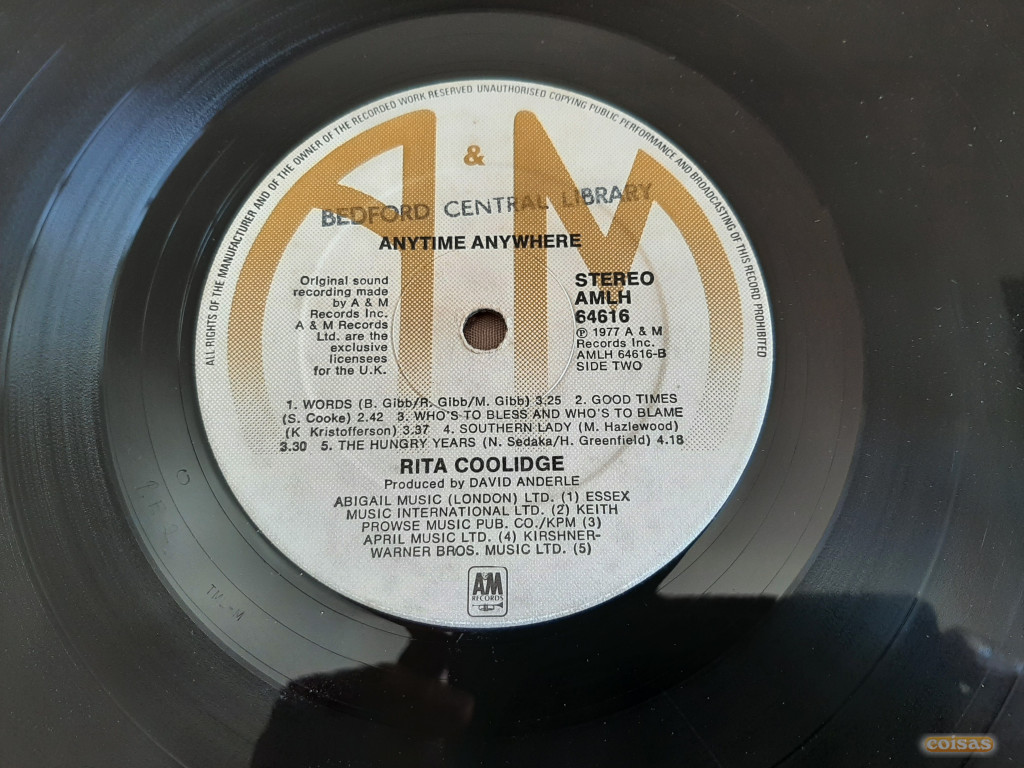 ALL RIGHTS OF THE MANUFACTURER AND OF THE OWNER OF THE RECORDED WORK RESERVED UNAUTHORISED COPYING PUBLIC PERFORMANCE AND BROADCASTING OF THIS RECORD PROHIBITED
A & M
BEDFORD CENTRAL LIBRARY
ANYTIME ANYWHERE
Original sound
recording made
by A & M
Records Inc.
A & M Records
Ltd. are the
exclusive
licensees
for the U.K.
STEREO
AMLH
64616
℗ 1977 A & M
Records Inc.
AMLH 64616-B
SIDE TWO
1. WORDS (B. Gibb/R. Gibb/M. Gibb) 3.25 2. GOOD TIMES
(S. Cooke) 2.42 3. WHO'S TO BLESS AND WHO'S TO BLAME
(K Kristofferson) 3.37 4. SOUTHERN LADY (M. Hazlewood)
3.30 5. THE HUNGRY YEARS (N. Sedaka/H. Greenfield) 4.18
RITA COOLIDGE
Produced by DAVID ANDERLE
ABIGAIL MUSIC (LONDON) LTD. (1) ESSEX
MUSIC INTERNATIONAL LTD. (2) KEITH
PROWSE MUSIC PUB. CO./KPM (3)
APRIL MUSIC LTD. (4) KIRSHNER-
WARNER BROS. MUSIC LTD. (5)
A&M
RECORDS
coisas